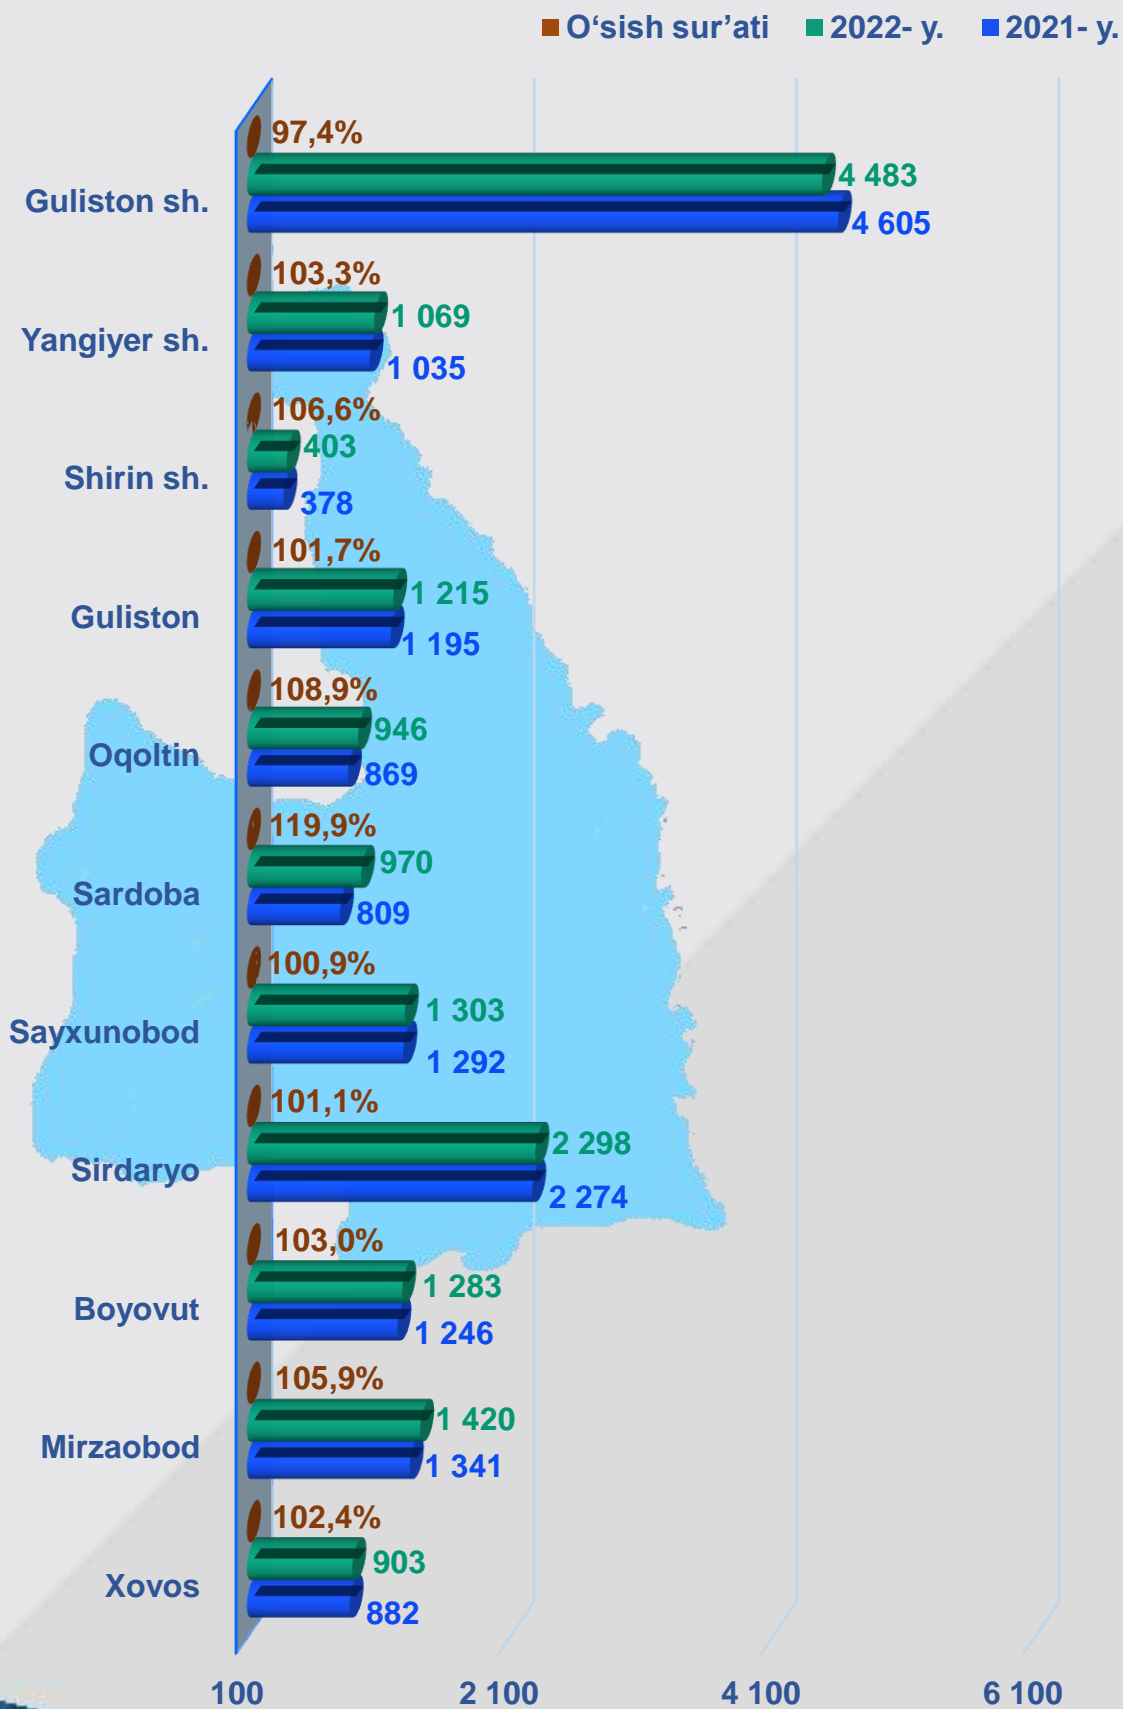 O‘sish sur’ati 2022- y. 2021- y.
97,4%
Guliston sh.
4 483
4 605
103,3%
Yangiyer sh.
1 069
1 035
106,6%
Shirin sh.
403
378
101,7%
Guliston
1 215
1 195
108,9%
Oqoltin
946
869
119,9%
Sardoba
970
809
100,9%
Sayxunobod
1 303
1 292
101,1%
Sirdaryo
2 298
2 274
103,0%
Boyovut
1 283
1 246
105,9%
Mirzaobod
1 420
1 341
102,4%
Xovos
903
882
100 2 100 4 100 6 100